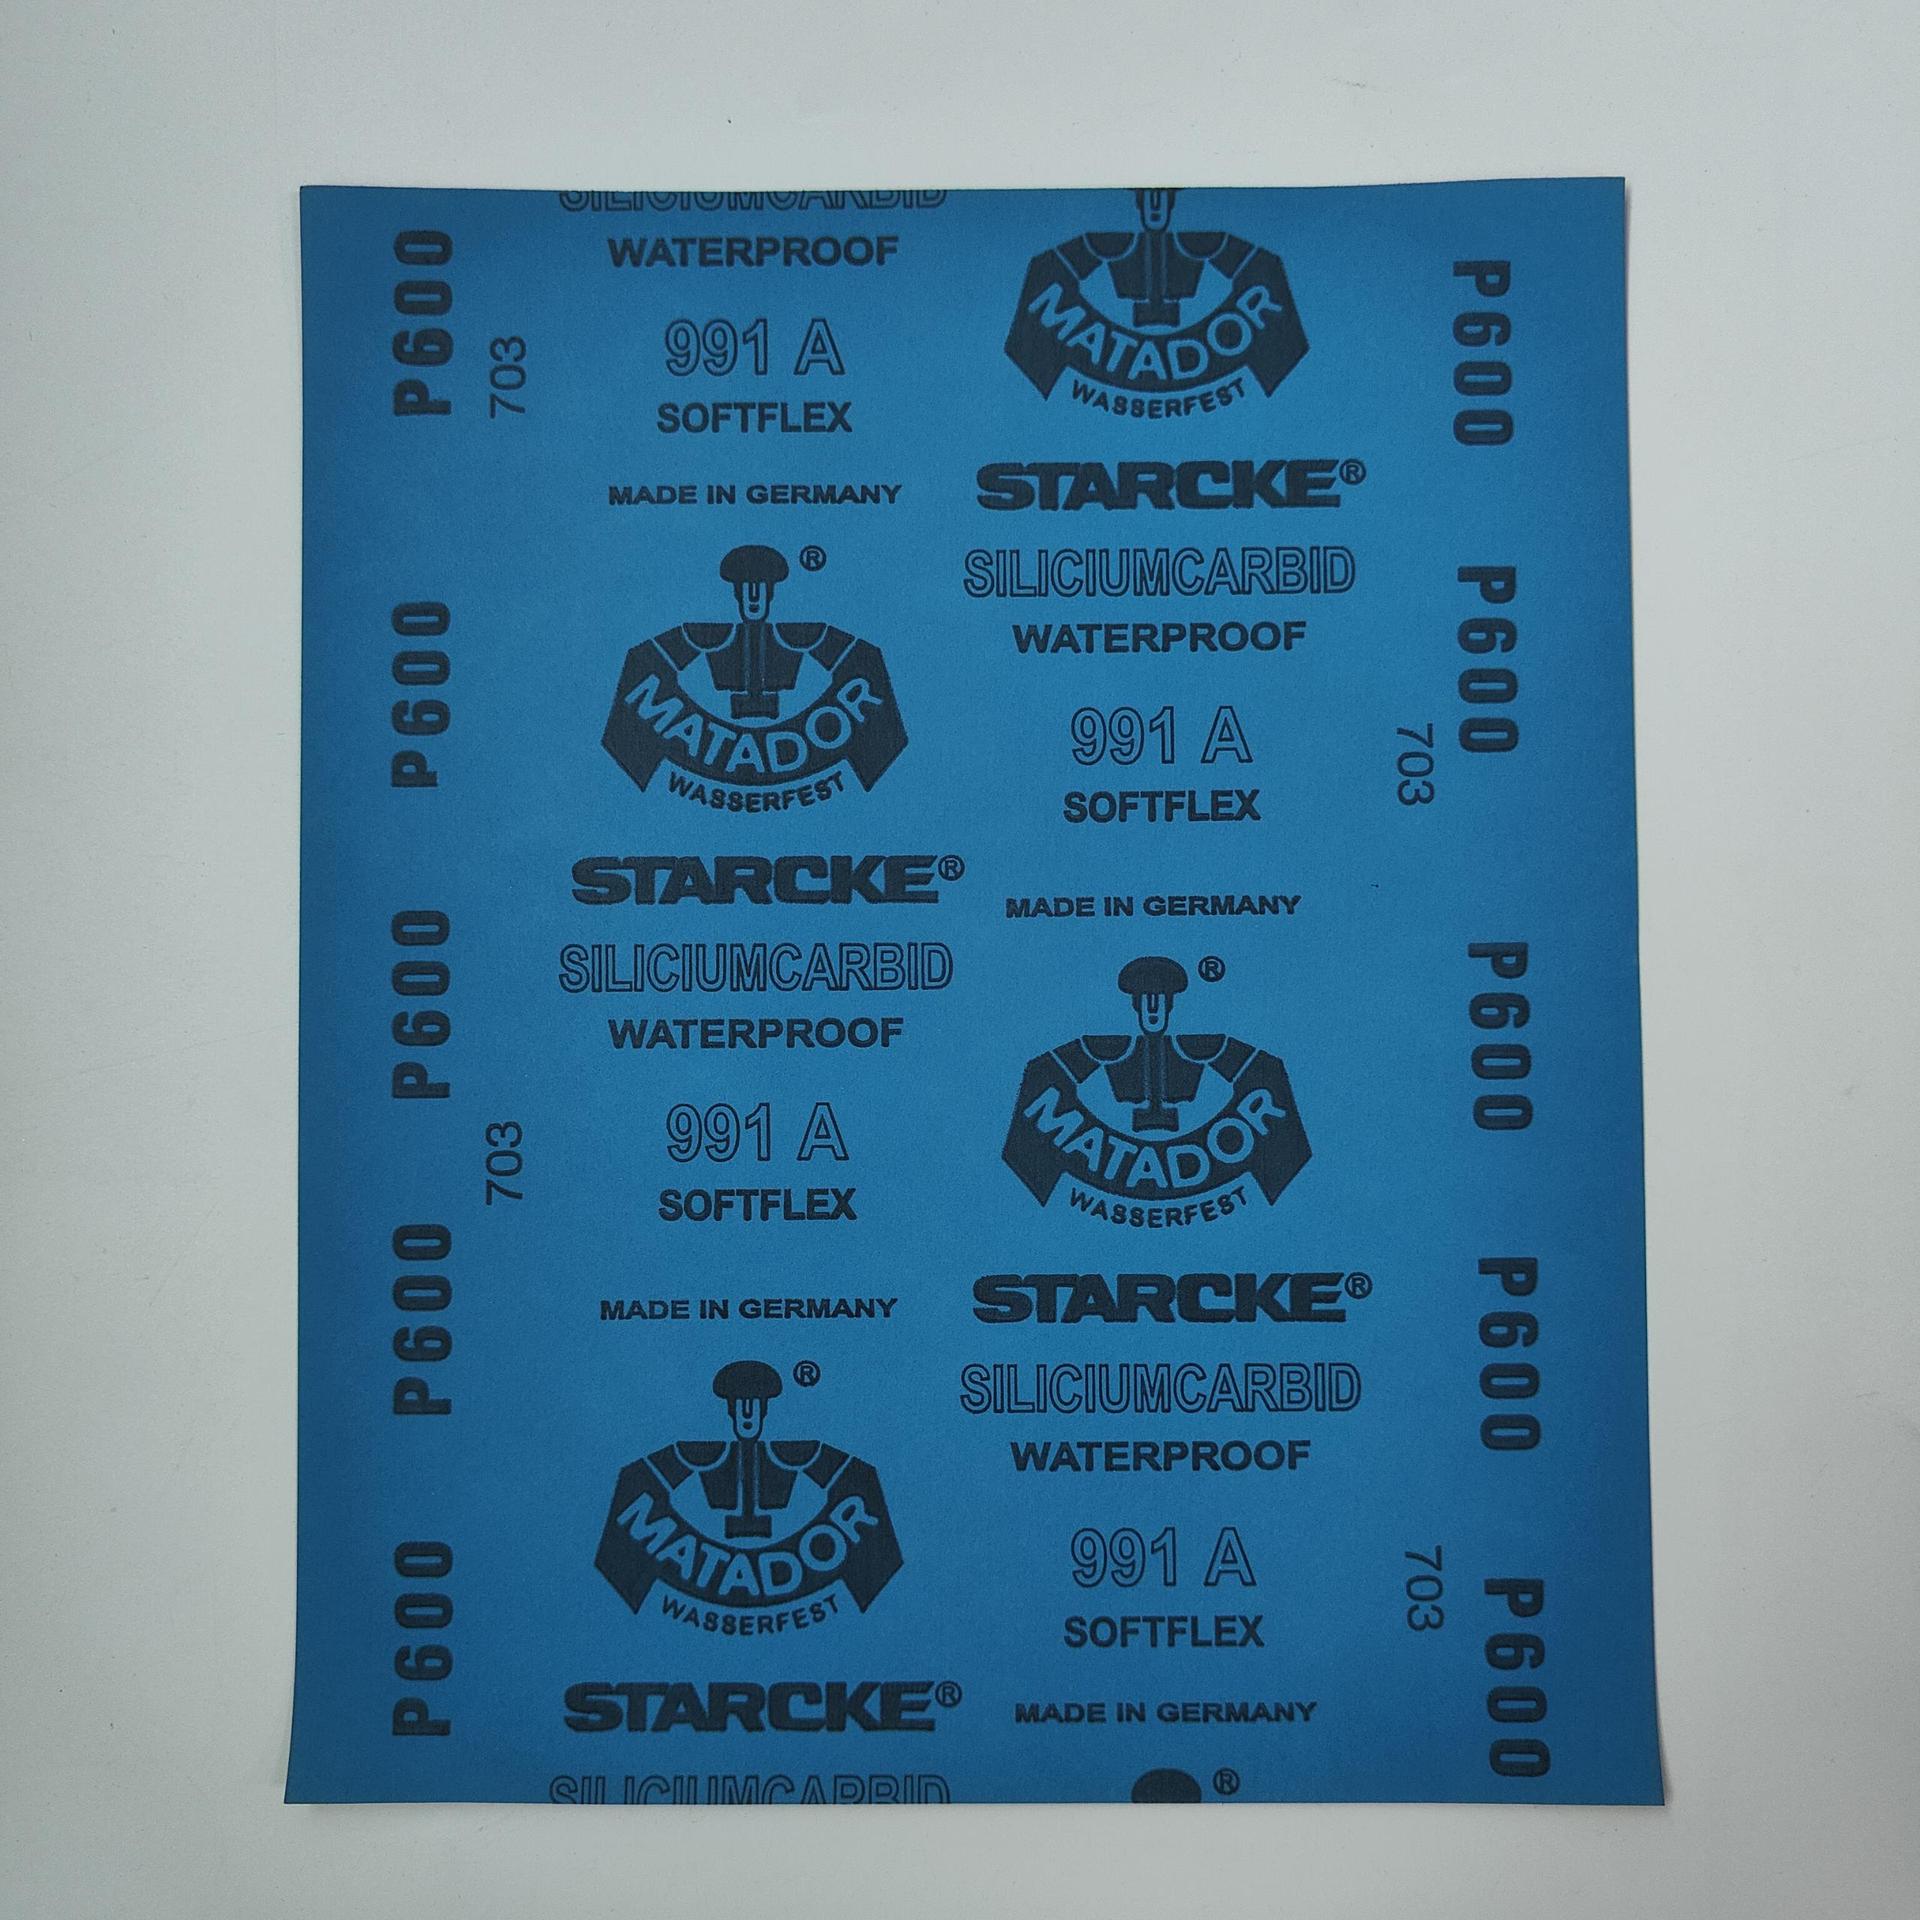 SILICIUMCARBID
WATERPROOF
991 A
SOFTFLEX
MADE IN GERMANY
®
MATADOR
WASSERFEST
STARCKE®
SILICIUMCARBID
WATERPROOF
991 A
SOFTFLEX
MADE IN GERMANY
®
MATADOR
WASSERFEST
STARCKE®
SILICIUMCARBID
MATADOR
WASSERFEST
STARCKE®
SILICIUMCARBID
WATERPROOF
991 A
SOFTFLEX
MADE IN GERMANY
®
MATADOR
WASSERFEST
STARCKE®
SILICIUMCARBID
WATERPROOF
991 A
SOFTFLEX
MADE IN GERMANY
®
P600
P600
P600
P600
P600
703
703
P600
P600
P600
P600
P600
703
703